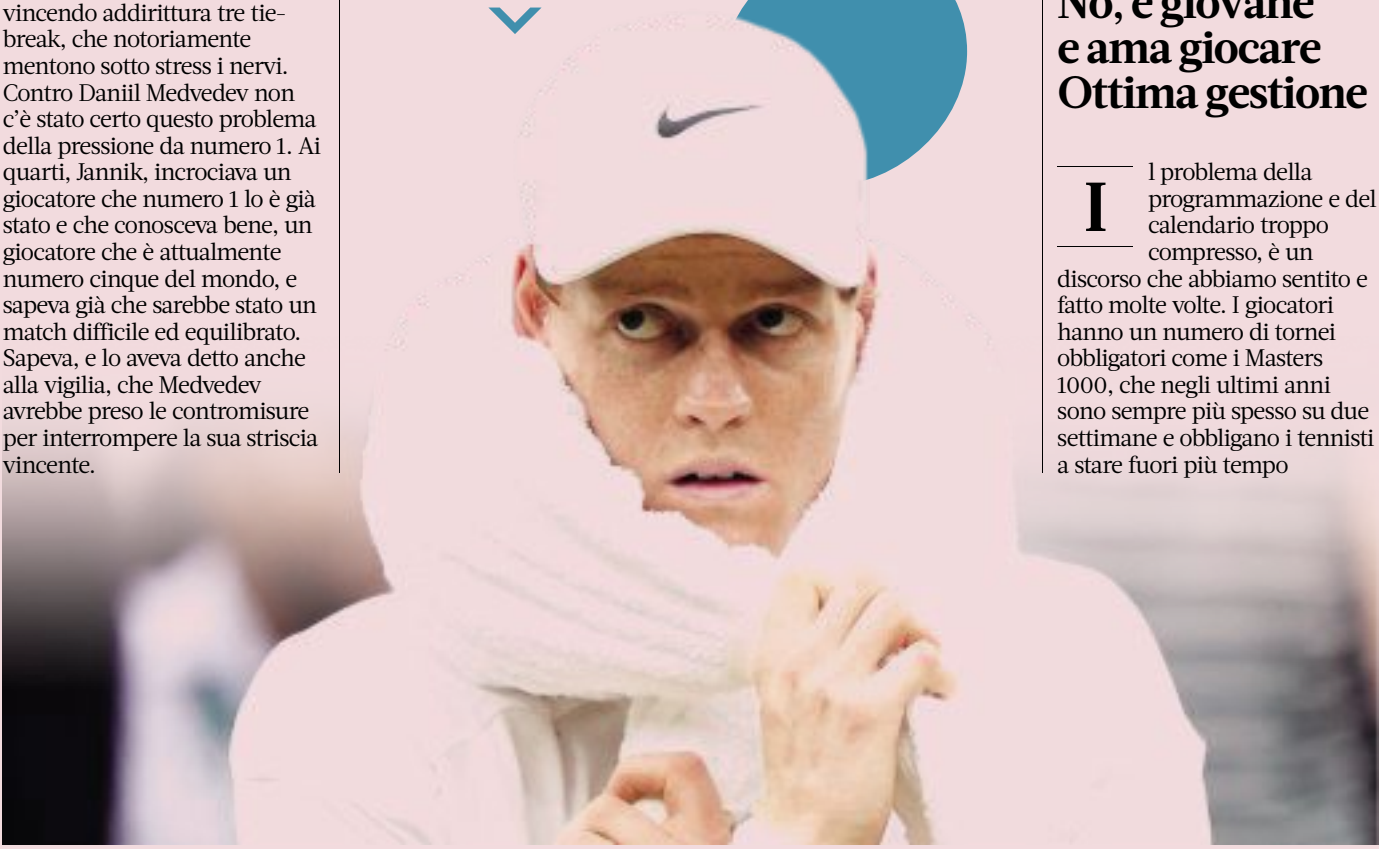 vincendo addirittura tre tie-
break, che notoriamente
mentono sotto stress i nervi.
Contro Daniil Medvedev non
c’è stato certo questo problema
della pressione da numero 1. Ai
quarti, Jannik, incrociava un
giocatore che numero 1 lo è già
stato e che conosceva bene, un
giocatore che è attualmente
numero cinque del mondo, e
sapeva già che sarebbe stato un
match difficile ed equilibrato.
Sapeva, e lo aveva detto anche
alla vigilia, che Medvedev
avrebbe preso le contromisure
per interrompere la sua striscia
vincente.
No, è giovane
e ama giocare
Ottima gestione
Il problema della
programmazione e del
calendario troppo
compresso, è un
discorso che abbiamo sentito e
fatto molte volte. I giocatori
hanno un numero di tornei
obbligatori come i Masters
1000, che negli ultimi anni
sono sempre più spesso su due
settimane e obbligano i tennisti
a stare fuori più tempo